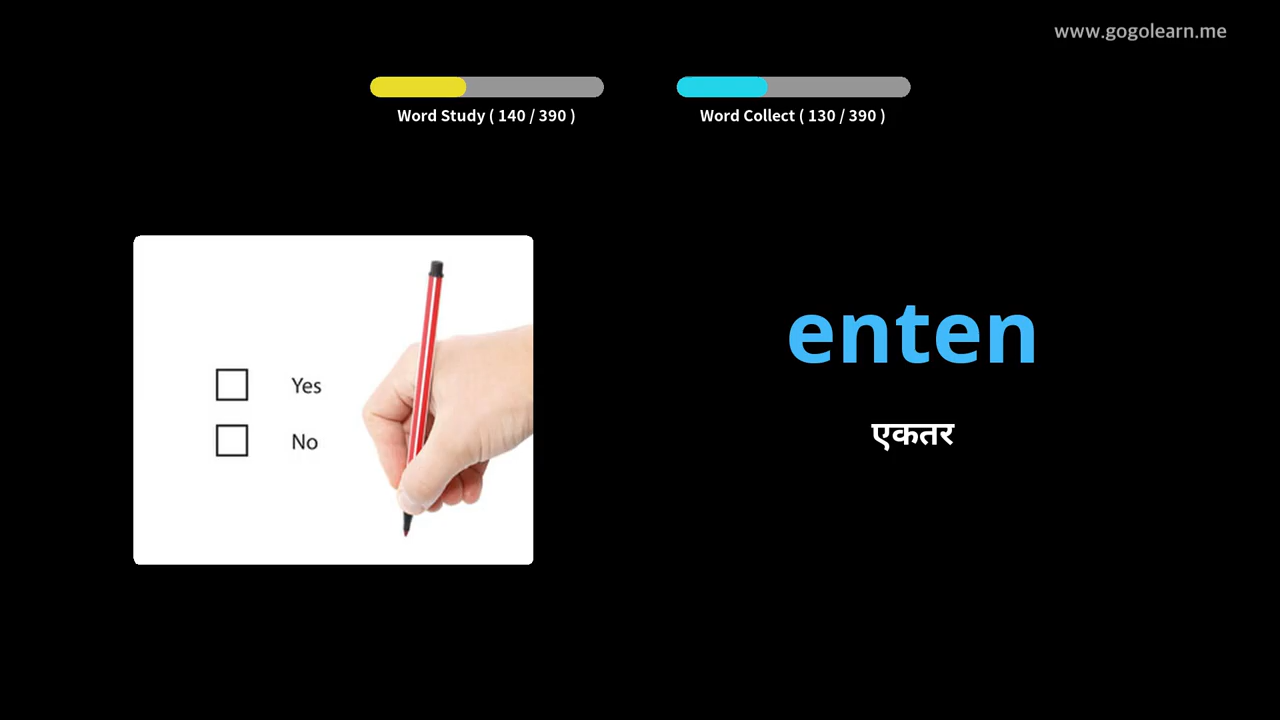 www.gogolearn.me
Word Study ( 140 / 390 )
Word Collect ( 130 / 390 )
Yes
No
enten
एकतर